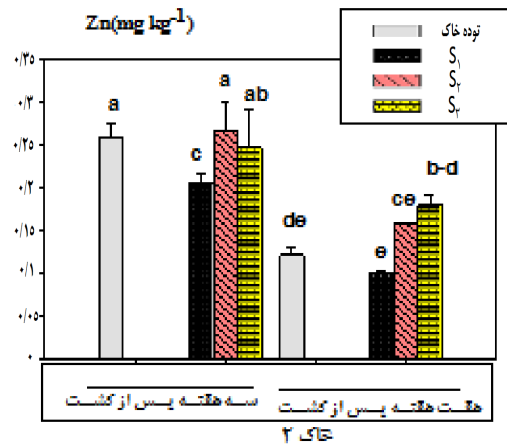 Zn(mg kg-1)
توده خاک
S۱
S۲
S۳
۰/۳۵
۰/۳
۰/۲۵
۰/۲
۰/۱۵
۰/۱
۰/۰۵
۰
a
c
a
ab
de
e
ce
b-d
سه هفته پس از کشت
هفت هفته پس از کشت
خاک ۲